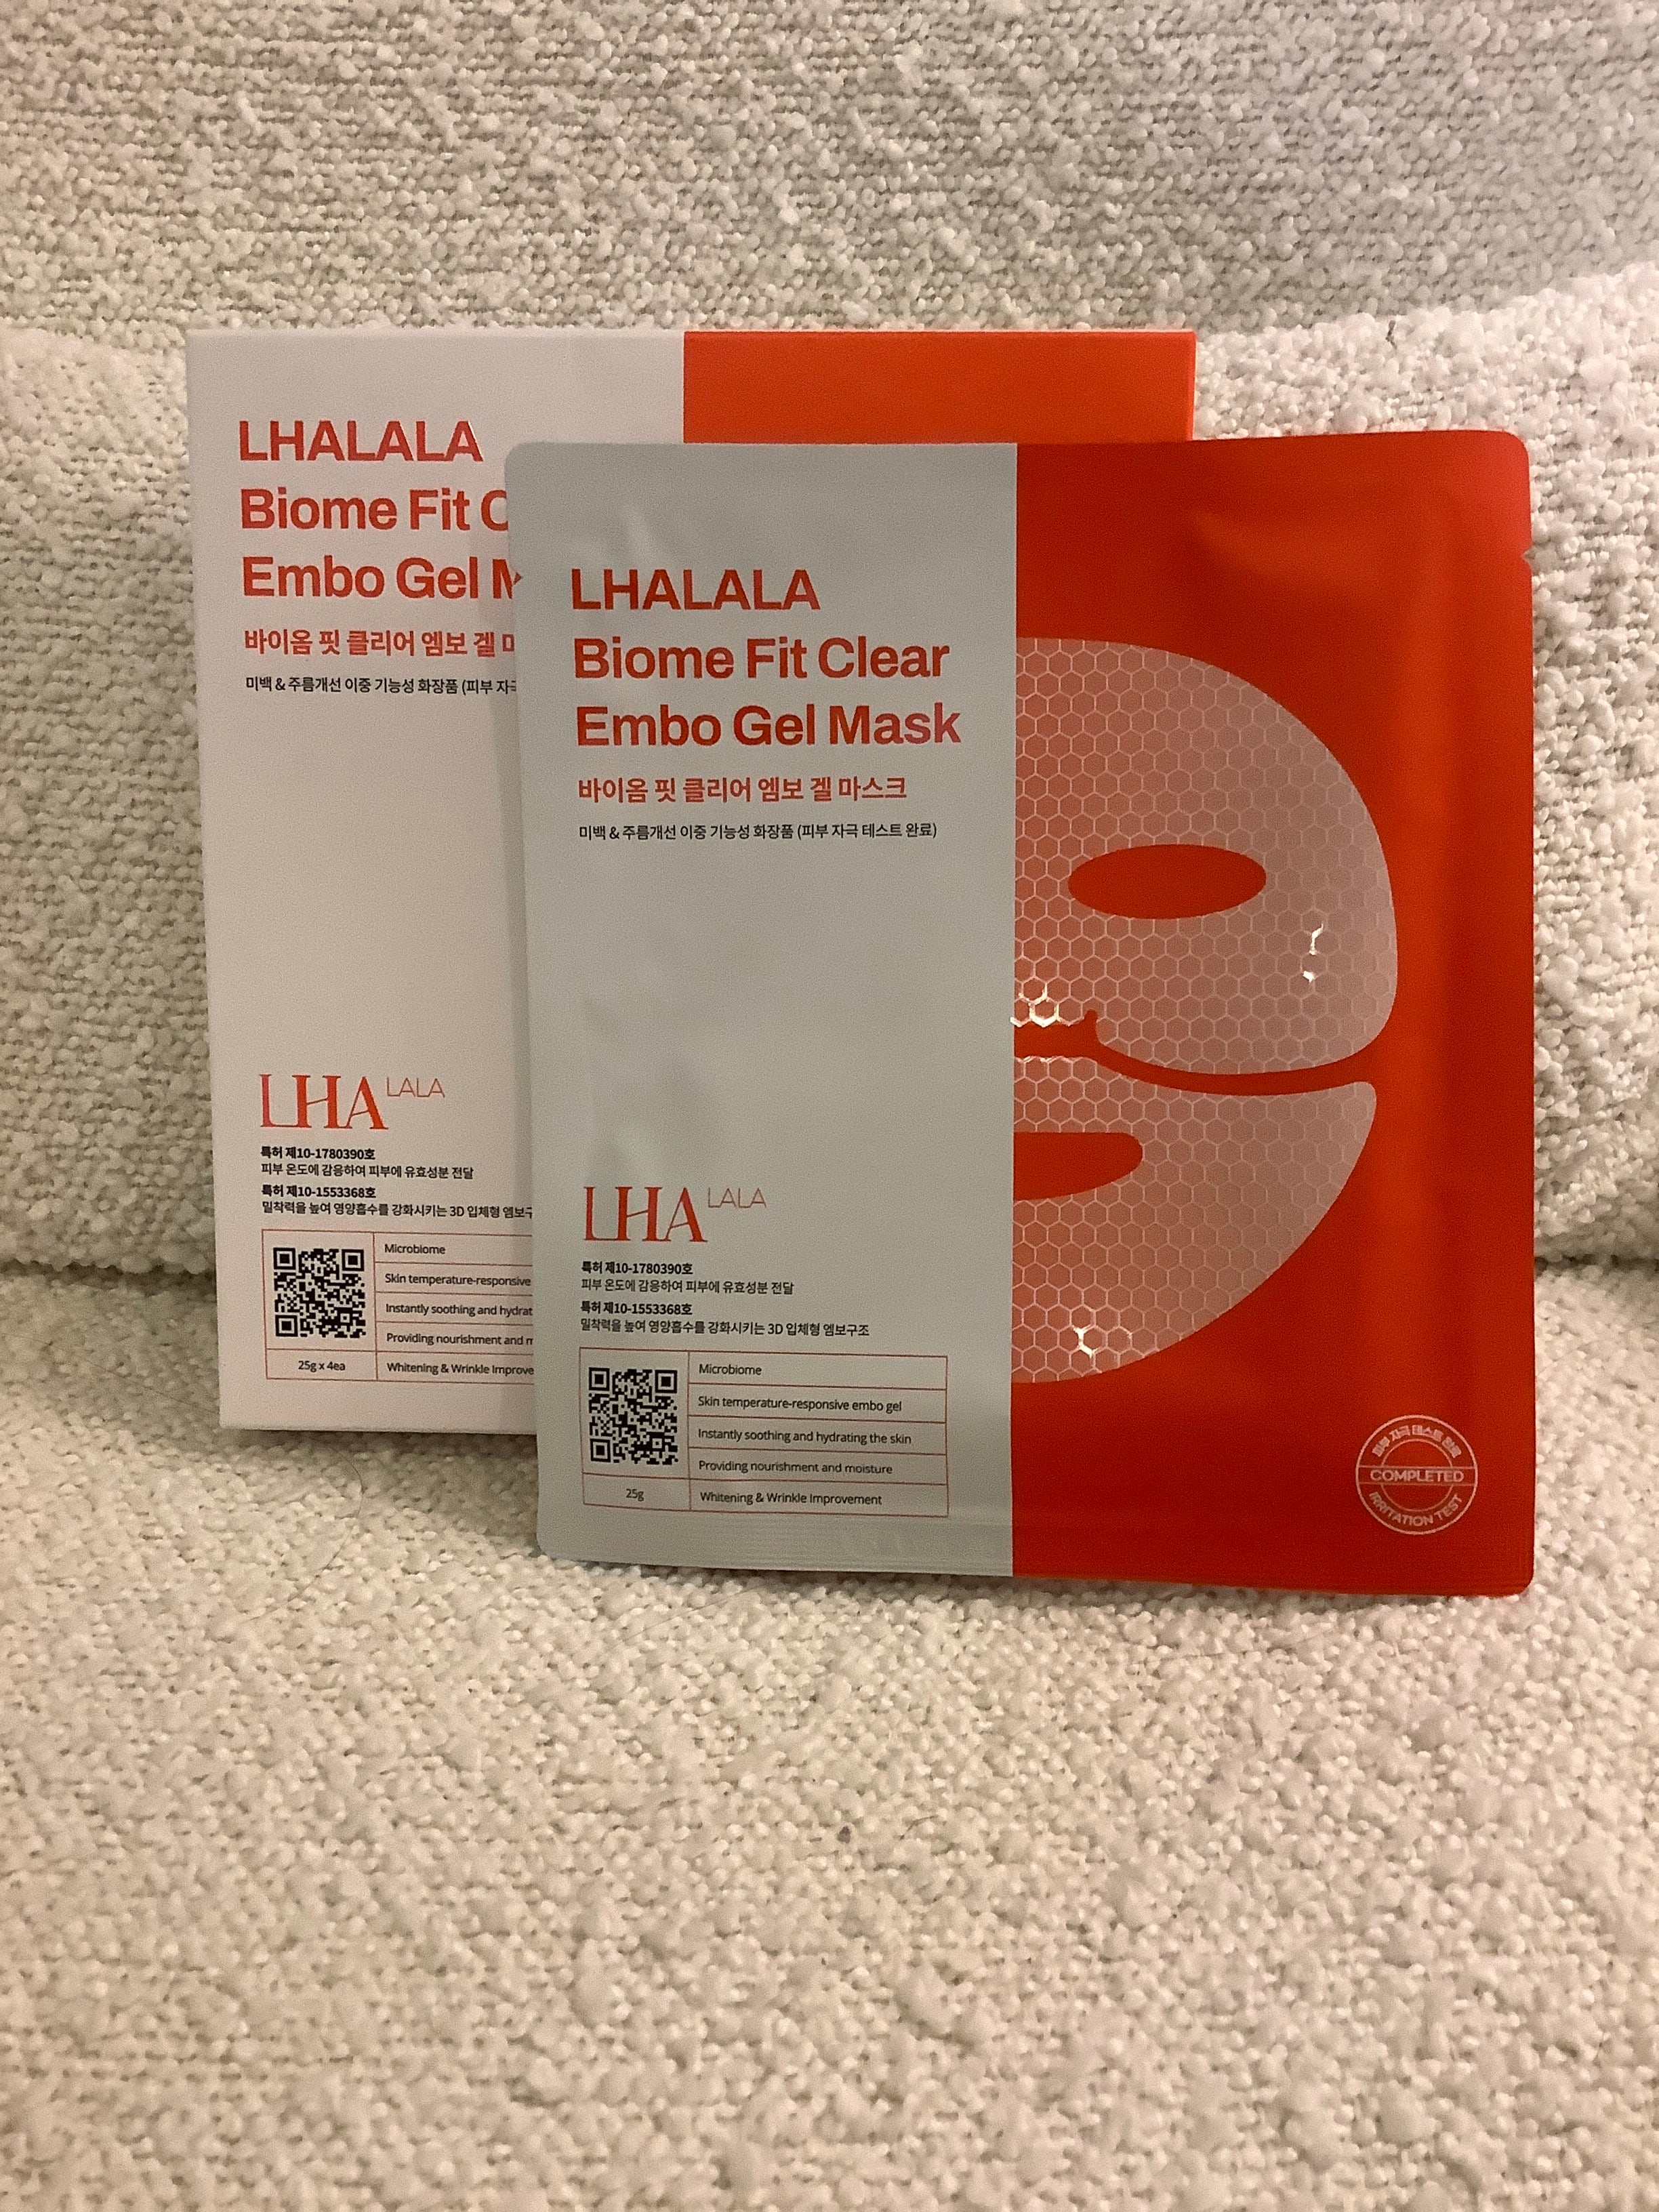 LHALALA
Biome Fit C
Embo Gel M
바이옴 핏 클리어 엠보 겔 마
미백 & 주름개선 이중 기능성 화장품 (피부 자극
LHA LALA
특허 제10-1780390호
피부 온도에 감응하여 피부에 유효성분 전달
특허 제10-1553368호
밀착력을 높여 영양흡수를 강화시키는 3D 입체형 엠보구
Microbiome
Skin temperature-responsive
Instantly soothing and hydrat
Providing nourishment and m
25g x 4ea
Whitening & Wrinkle Improve
LHALALA
Biome Fit Clear
Embo Gel Mask
바이옴 핏 클리어 엠보 겔 마스크
미백 & 주름개선 이중 기능성 화장품 (피부 자극 테스트 완료)
LHA LALA
특허 제10-1780390호
피부 온도에 감응하여 피부에 유효성분 전달
특허 제10-1553368호
밀착력을 높여 영양흡수를 강화시키는 3D 입체형 엠보구조
Microbiome
Skin temperature-responsive embo gel
Instantly soothing and hydrating the skin
Providing nourishment and moisture
25g
Whitening & Wrinkle Improvement
피부 자극 테스트 완료
COMPLETED
IRRITATION TEST